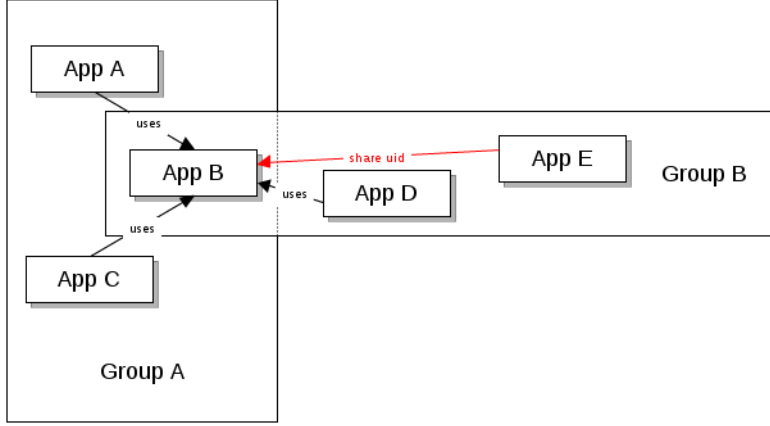 App A
uses
App B
share uid
App E
Group B
uses
App D
uses
App C
Group A